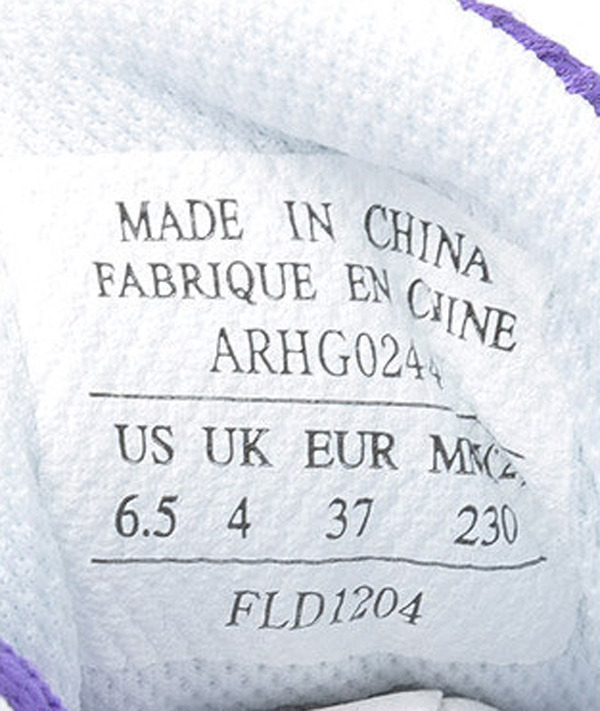 MADE IN CHINA
FABRIQUE EN CHINE
ARHG0244
US UK EUR
6.5 4 37 230
FLD1204